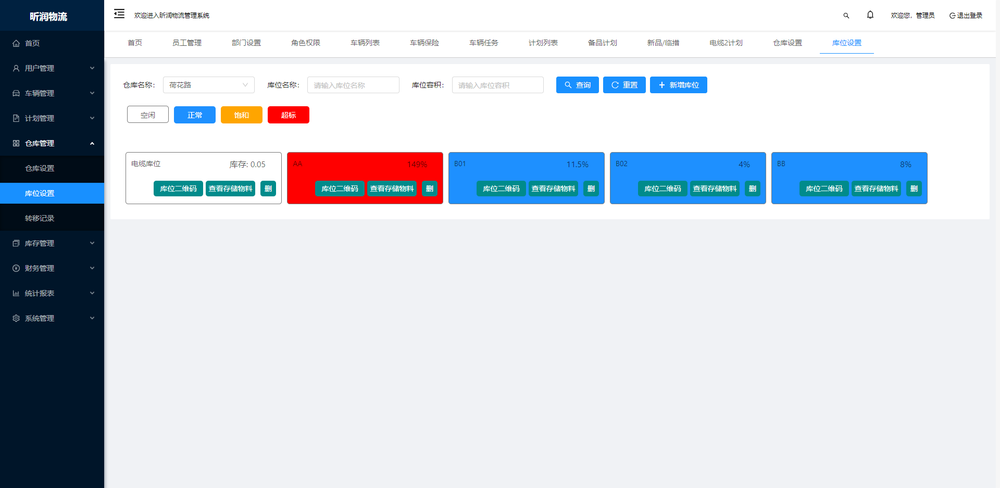 昕润物流
欢迎进入昕润物流管理系统
欢迎您，管理员
退出登录
首页
用户管理
车辆管理
计划管理
仓库管理
仓库设置
库位设置
转移记录
库存管理
财务管理
统计报表
系统管理
首页 员工管理 部门设置 角色权限 车辆列表 车辆保险 车辆任务 计划列表 备品计划 新品/临措 电缆2计划 仓库设置 库位设置
仓库名称： 荷花路 库位名称： 请输入库位名称 库位容积： 请输入库位容积 查询 重置 新增库位
空闲 正常 饱和 超标
电缆库位 库存: 0.05
库位二维码 查看存储物料 删
AA 149%
库位二维码 查看存储物料 删
B01 11.5%
库位二维码 查看存储物料 删
B02 4%
库位二维码 查看存储物料 删
BB 8%
库位二维码 查看存储物料 删